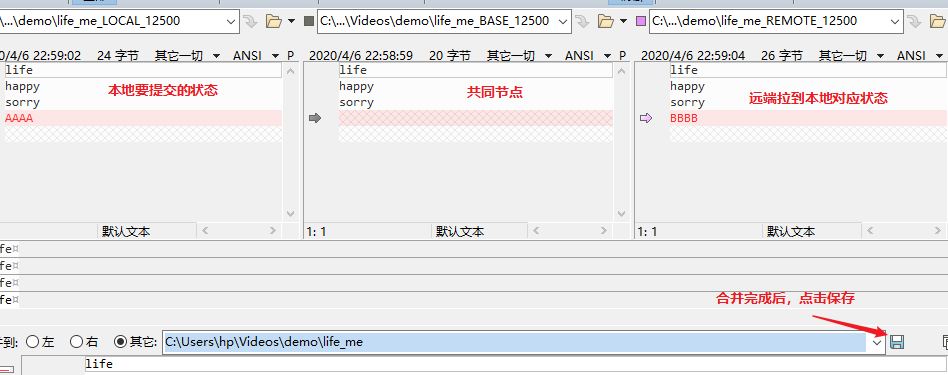 ...\demo\life_me_LOCAL_12500 C:\...\Videos\demo\life_me_BASE_12500 C:\...\Videos\demo\life_me_REMOTE_12500
0/4/6 22:59:02 24 字节 其它一切 ANSI P 2020/4/6 22:58:59 20 字节 其它一切 ANSI P 2020/4/6 22:59:04 26 字节 其它一切 ANSI P
life life life
happy happy happy
本地要提交的状态 共同节点 远端拉到本地对应状态
sorry sorry sorry
AAAA BBBB
默认文本 1: 1 默认文本 1: 1 默认文本
fe¤
fe¤
fe¤
fe¤
合并完成后，点击保存
到: 左 右 其它: C:\Users\hp\Videos\demo\life_me
life